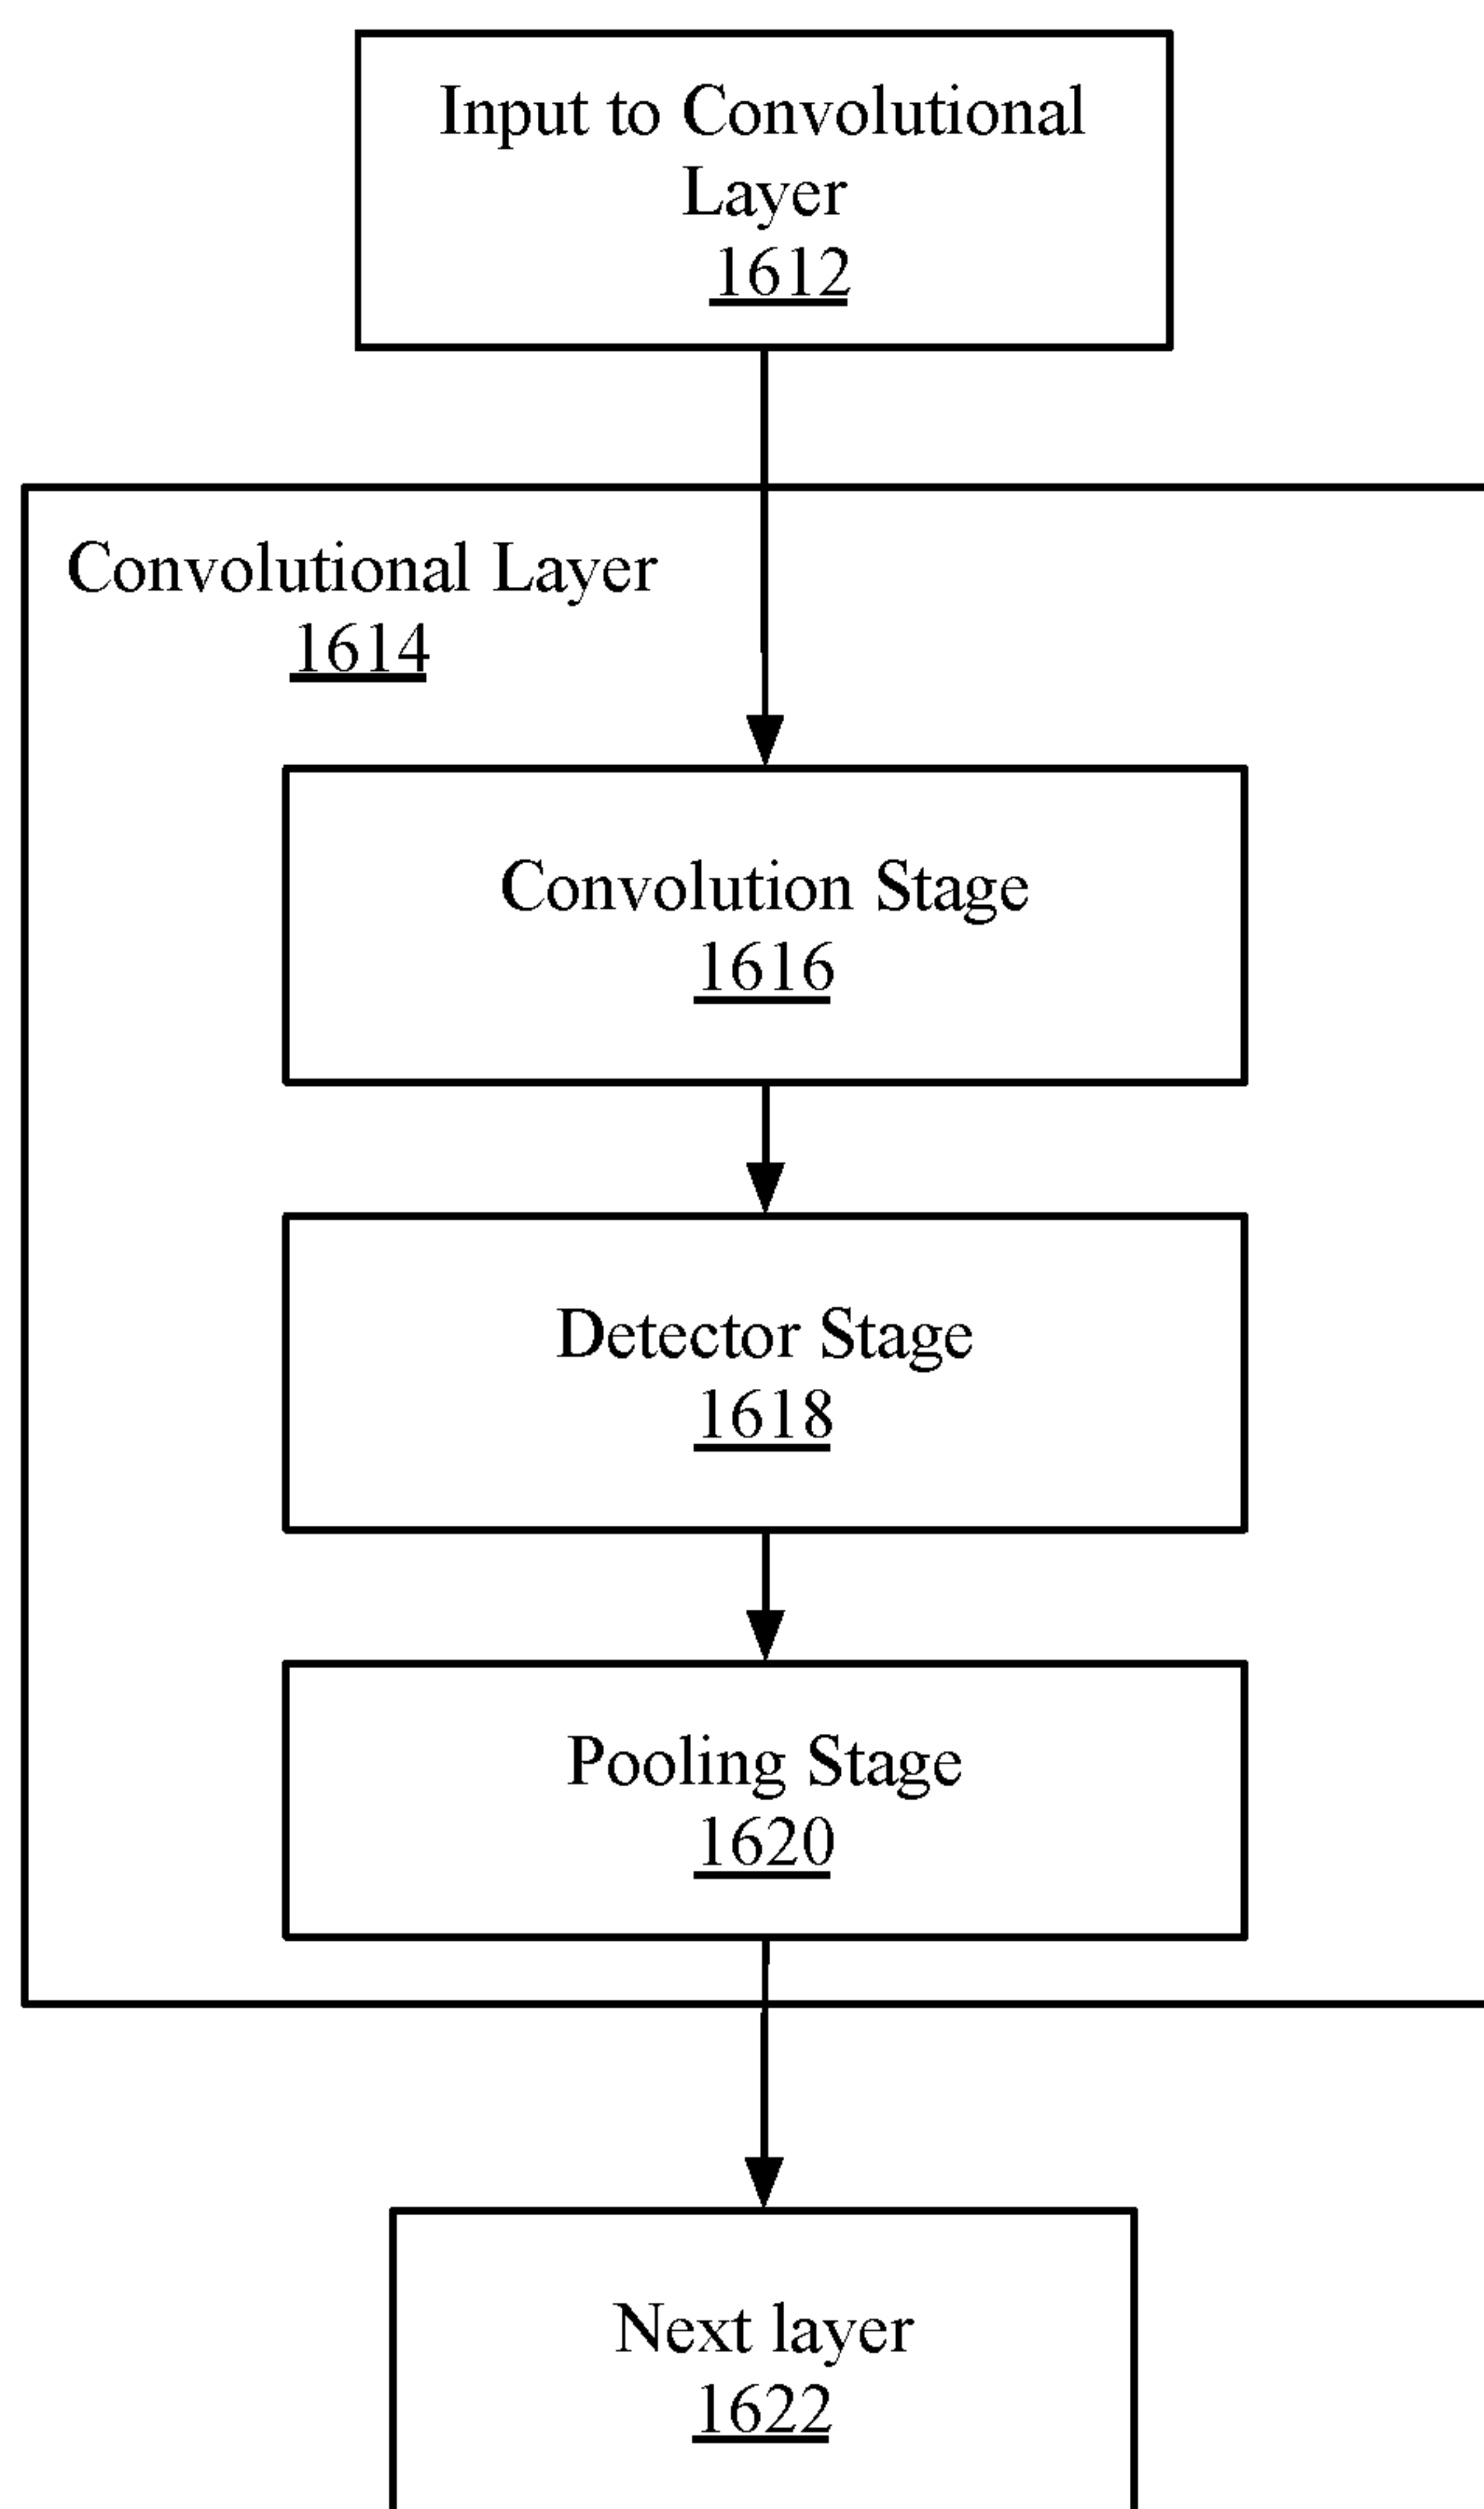 Input to Convolutional
Layer
1612
Convolutional Layer
1614
Convolution Stage
1616
Detector Stage
1618
Pooling Stage
1620
Next layer
1622